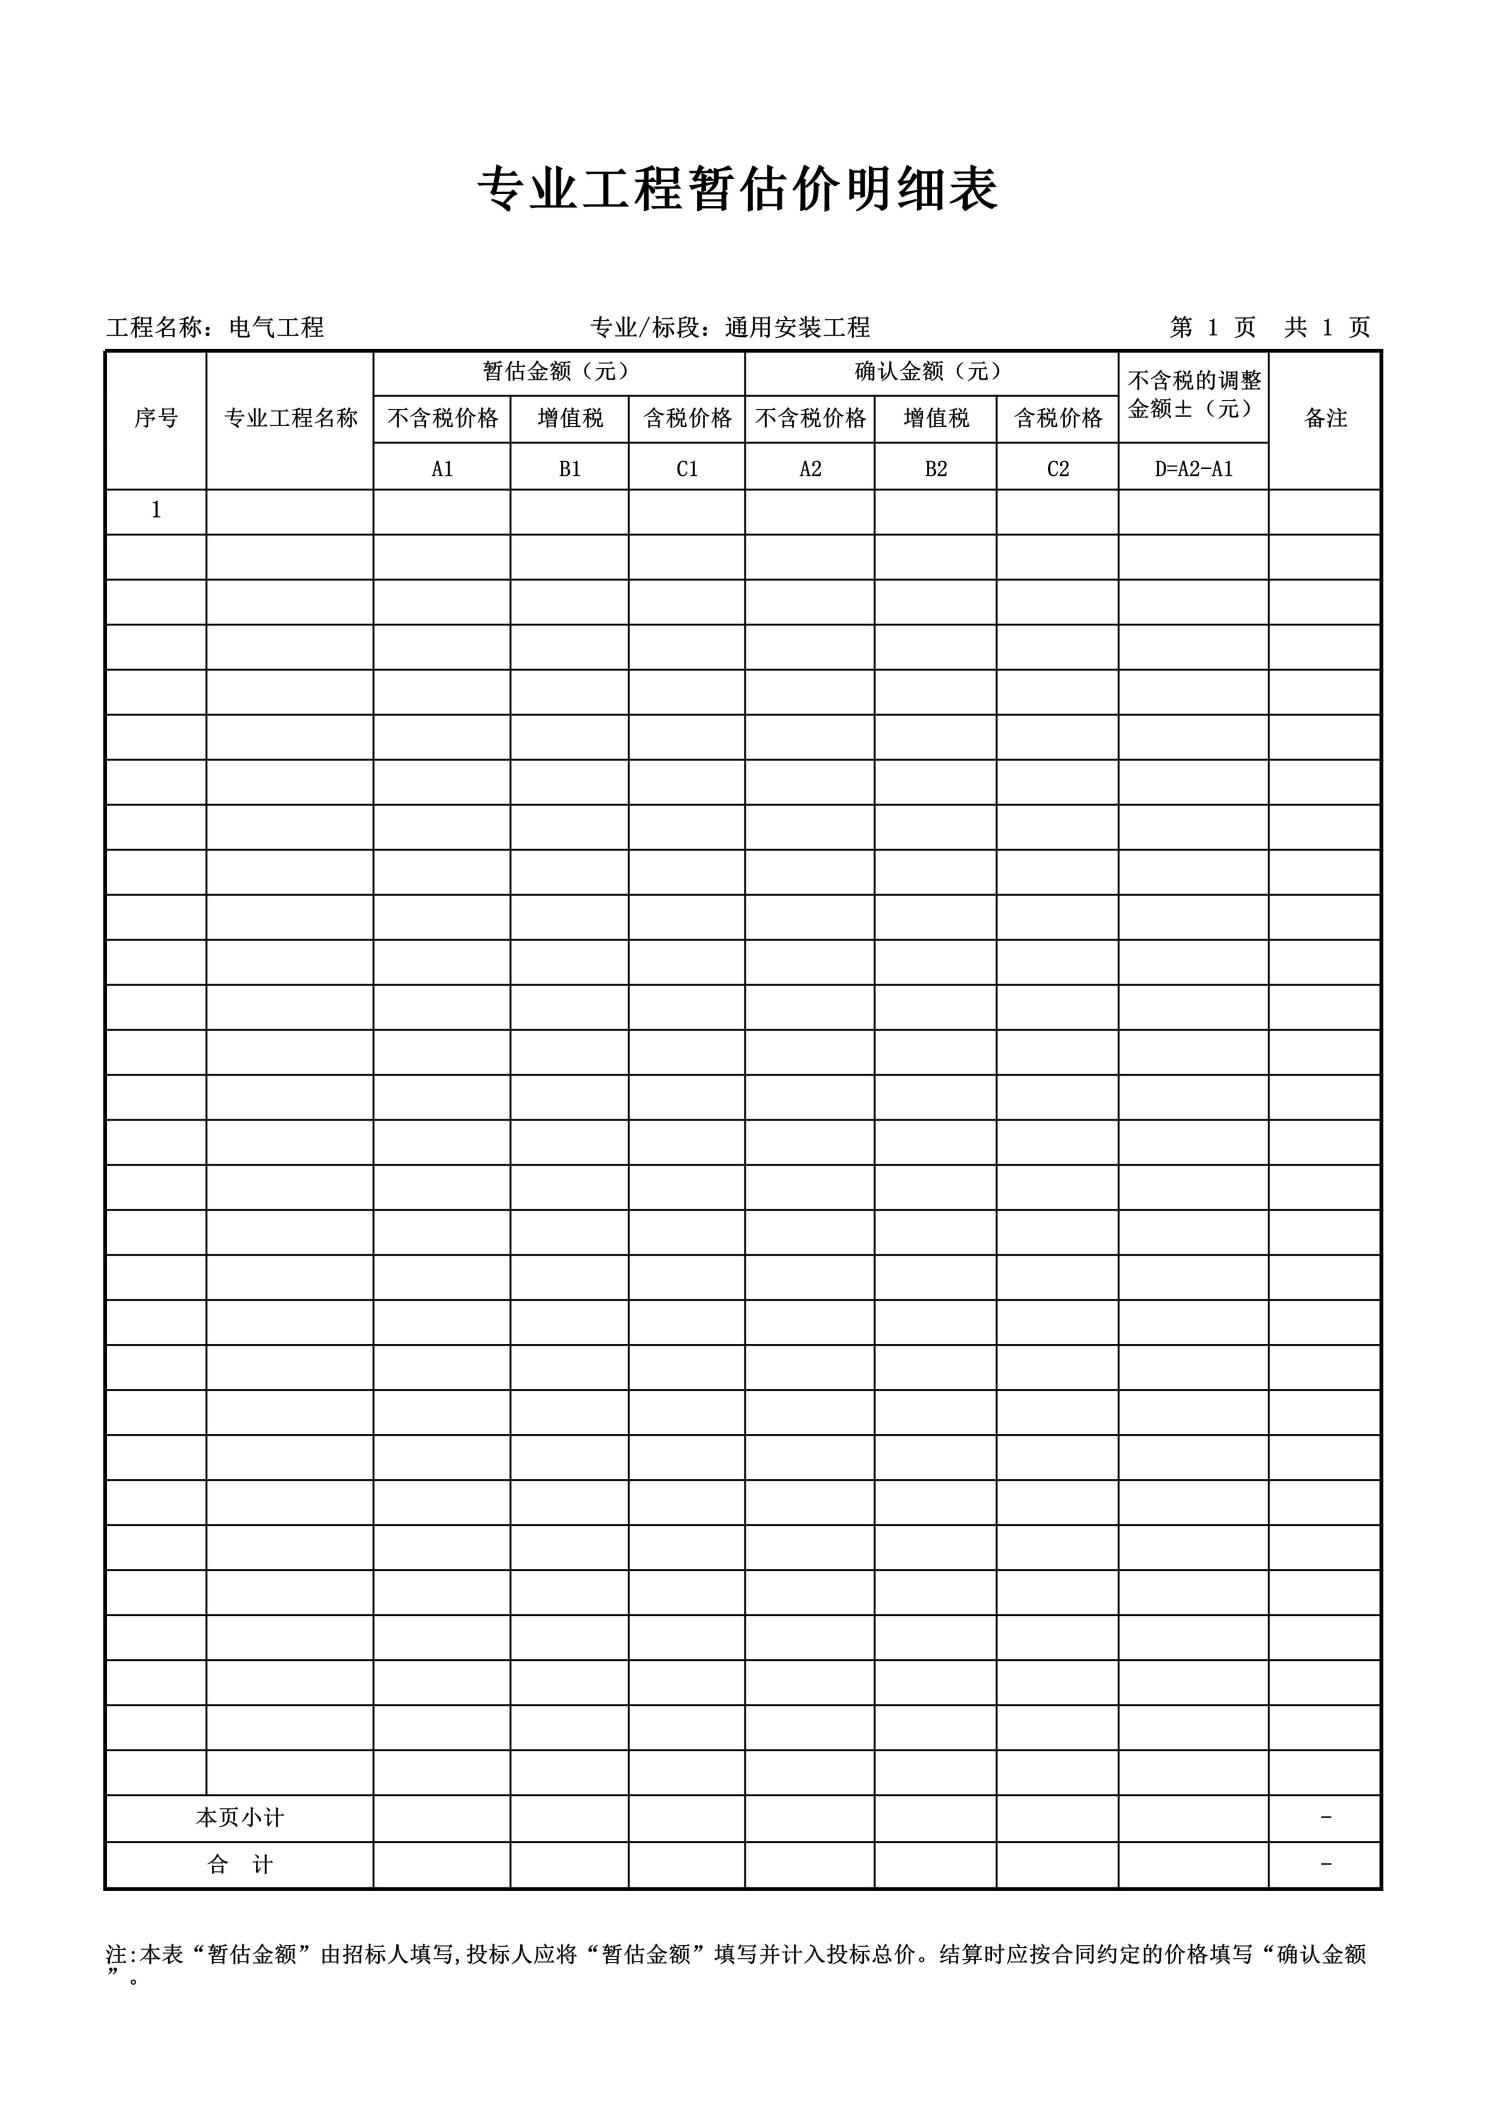 专业工程暂估价明细表
工程名称：电气工程 专业/标段：通用安装工程 第 1 页 共 1 页
序号 专业工程名称 暂估金额（元） 确认金额（元） 不含税的调整金额±（元） 备注
不含税价格 增值税 含税价格 不含税价格 增值税 含税价格
A1 B1 C1 A2 B2 C2 D=A2-A1
1
本页小计 -
合 计 -
注:本表“暂估金额”由招标人填写,投标人应将“暂估金额”填写并计入投标总价。结算时应按合同约定的价格填写“确认金额
”。